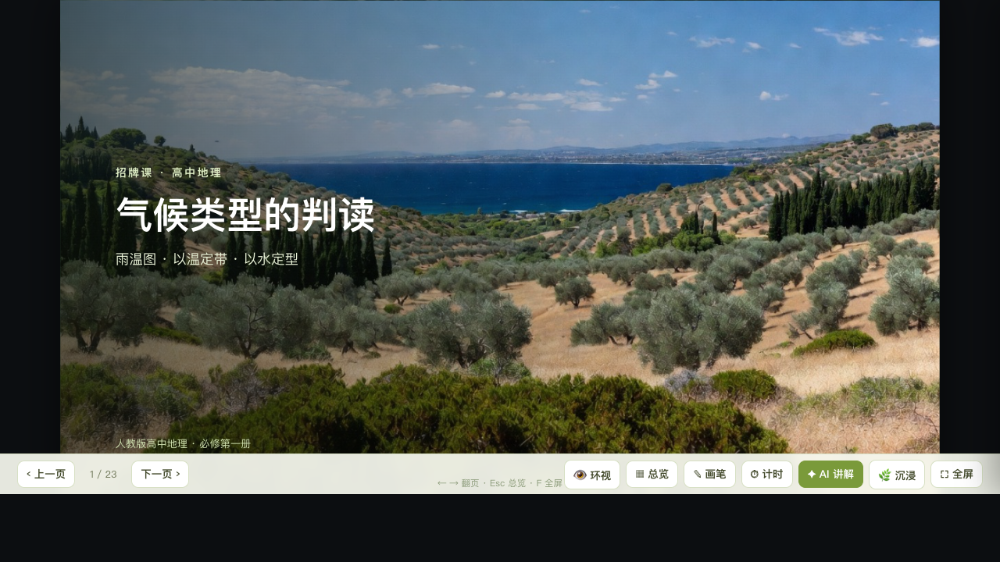 招牌课 · 高中地理
气候类型的判读
雨温图 · 以温定带 · 以水定型
人教版高中地理 · 必修第一册
‹ 上一页
1 / 23
下一页 ›
← → 翻页 · Esc 总览 · F 全屏
环视
总览
画笔
计时
AI 讲解
沉浸
全屏